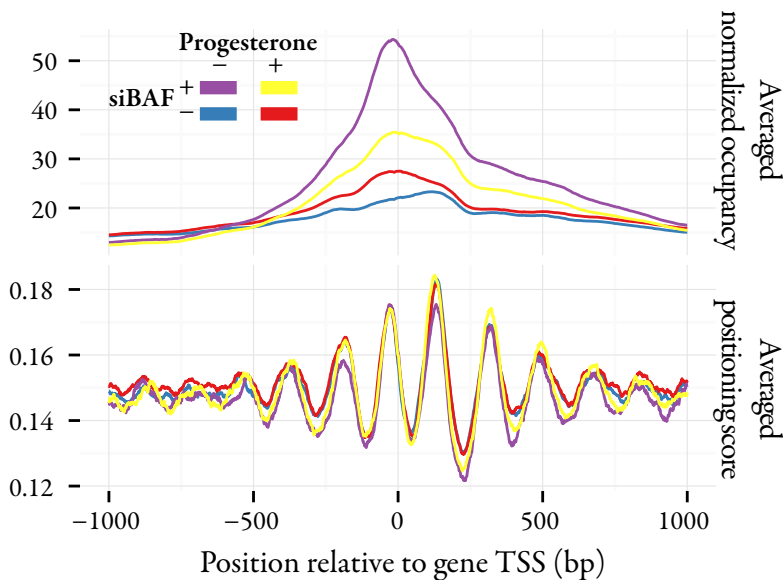 Progesterone
− +
siBAF +
−
50
40
30
20
Averaged
normalized occupancy
0.18
0.16
0.14
0.12
Averaged
positioning score
−1000 −500 0 500 1000
Position relative to gene TSS (bp)